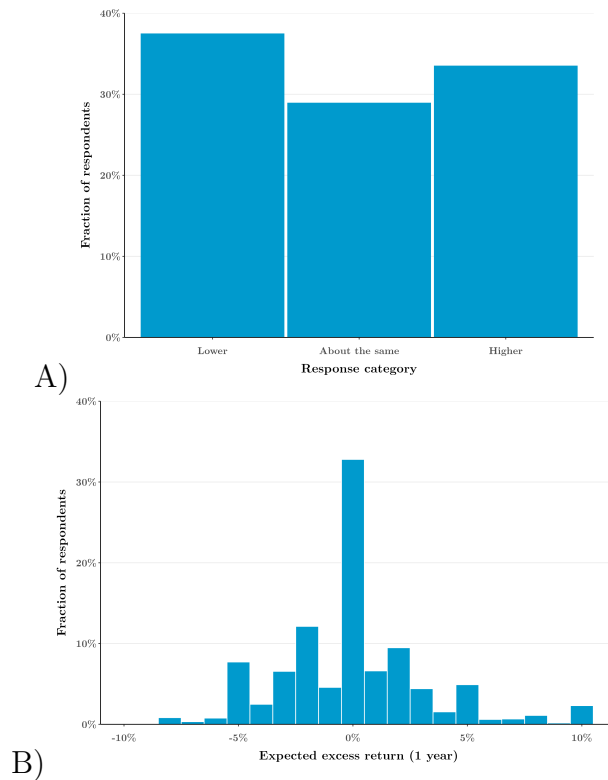 40%
30%
20%
10%
0%
Fraction of respondents
Lower About the same Higher
Response category
A)
40%
30%
20%
10%
0%
Fraction of respondents
-10% -5% 0% 5% 10%
Expected excess return (1 year)
B)